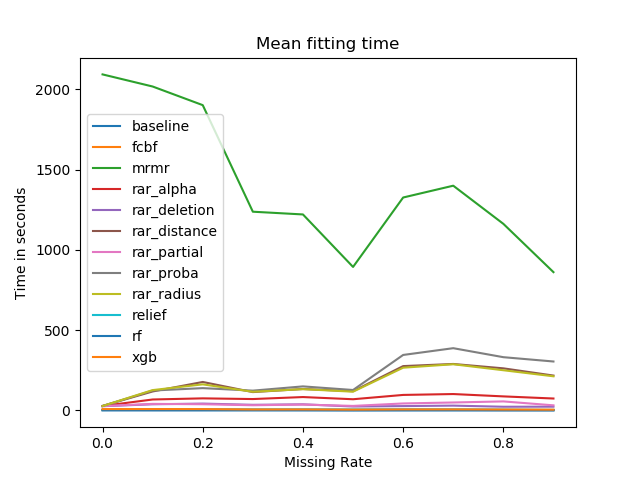 Mean fitting time
Time in seconds
2000
1500
1000
500
0
baseline
fcbf
mrmr
rar_alpha
rar_deletion
rar_distance
rar_partial
rar_proba
rar_radius
relief
rf
xgb
0.0 0.2 0.4 0.6 0.8
Missing Rate